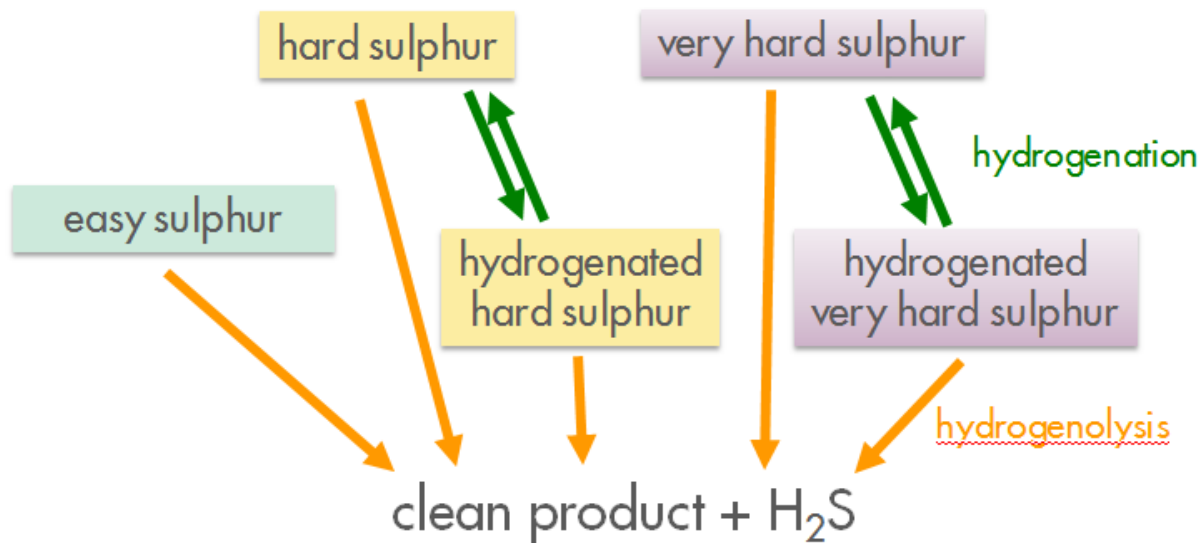 hard sulphur
very hard sulphur
hydrogenation
easy sulphur
hydrogenated
hard sulphur
hydrogenated
very hard sulphur
hydrogenolysis
clean product + H₂S